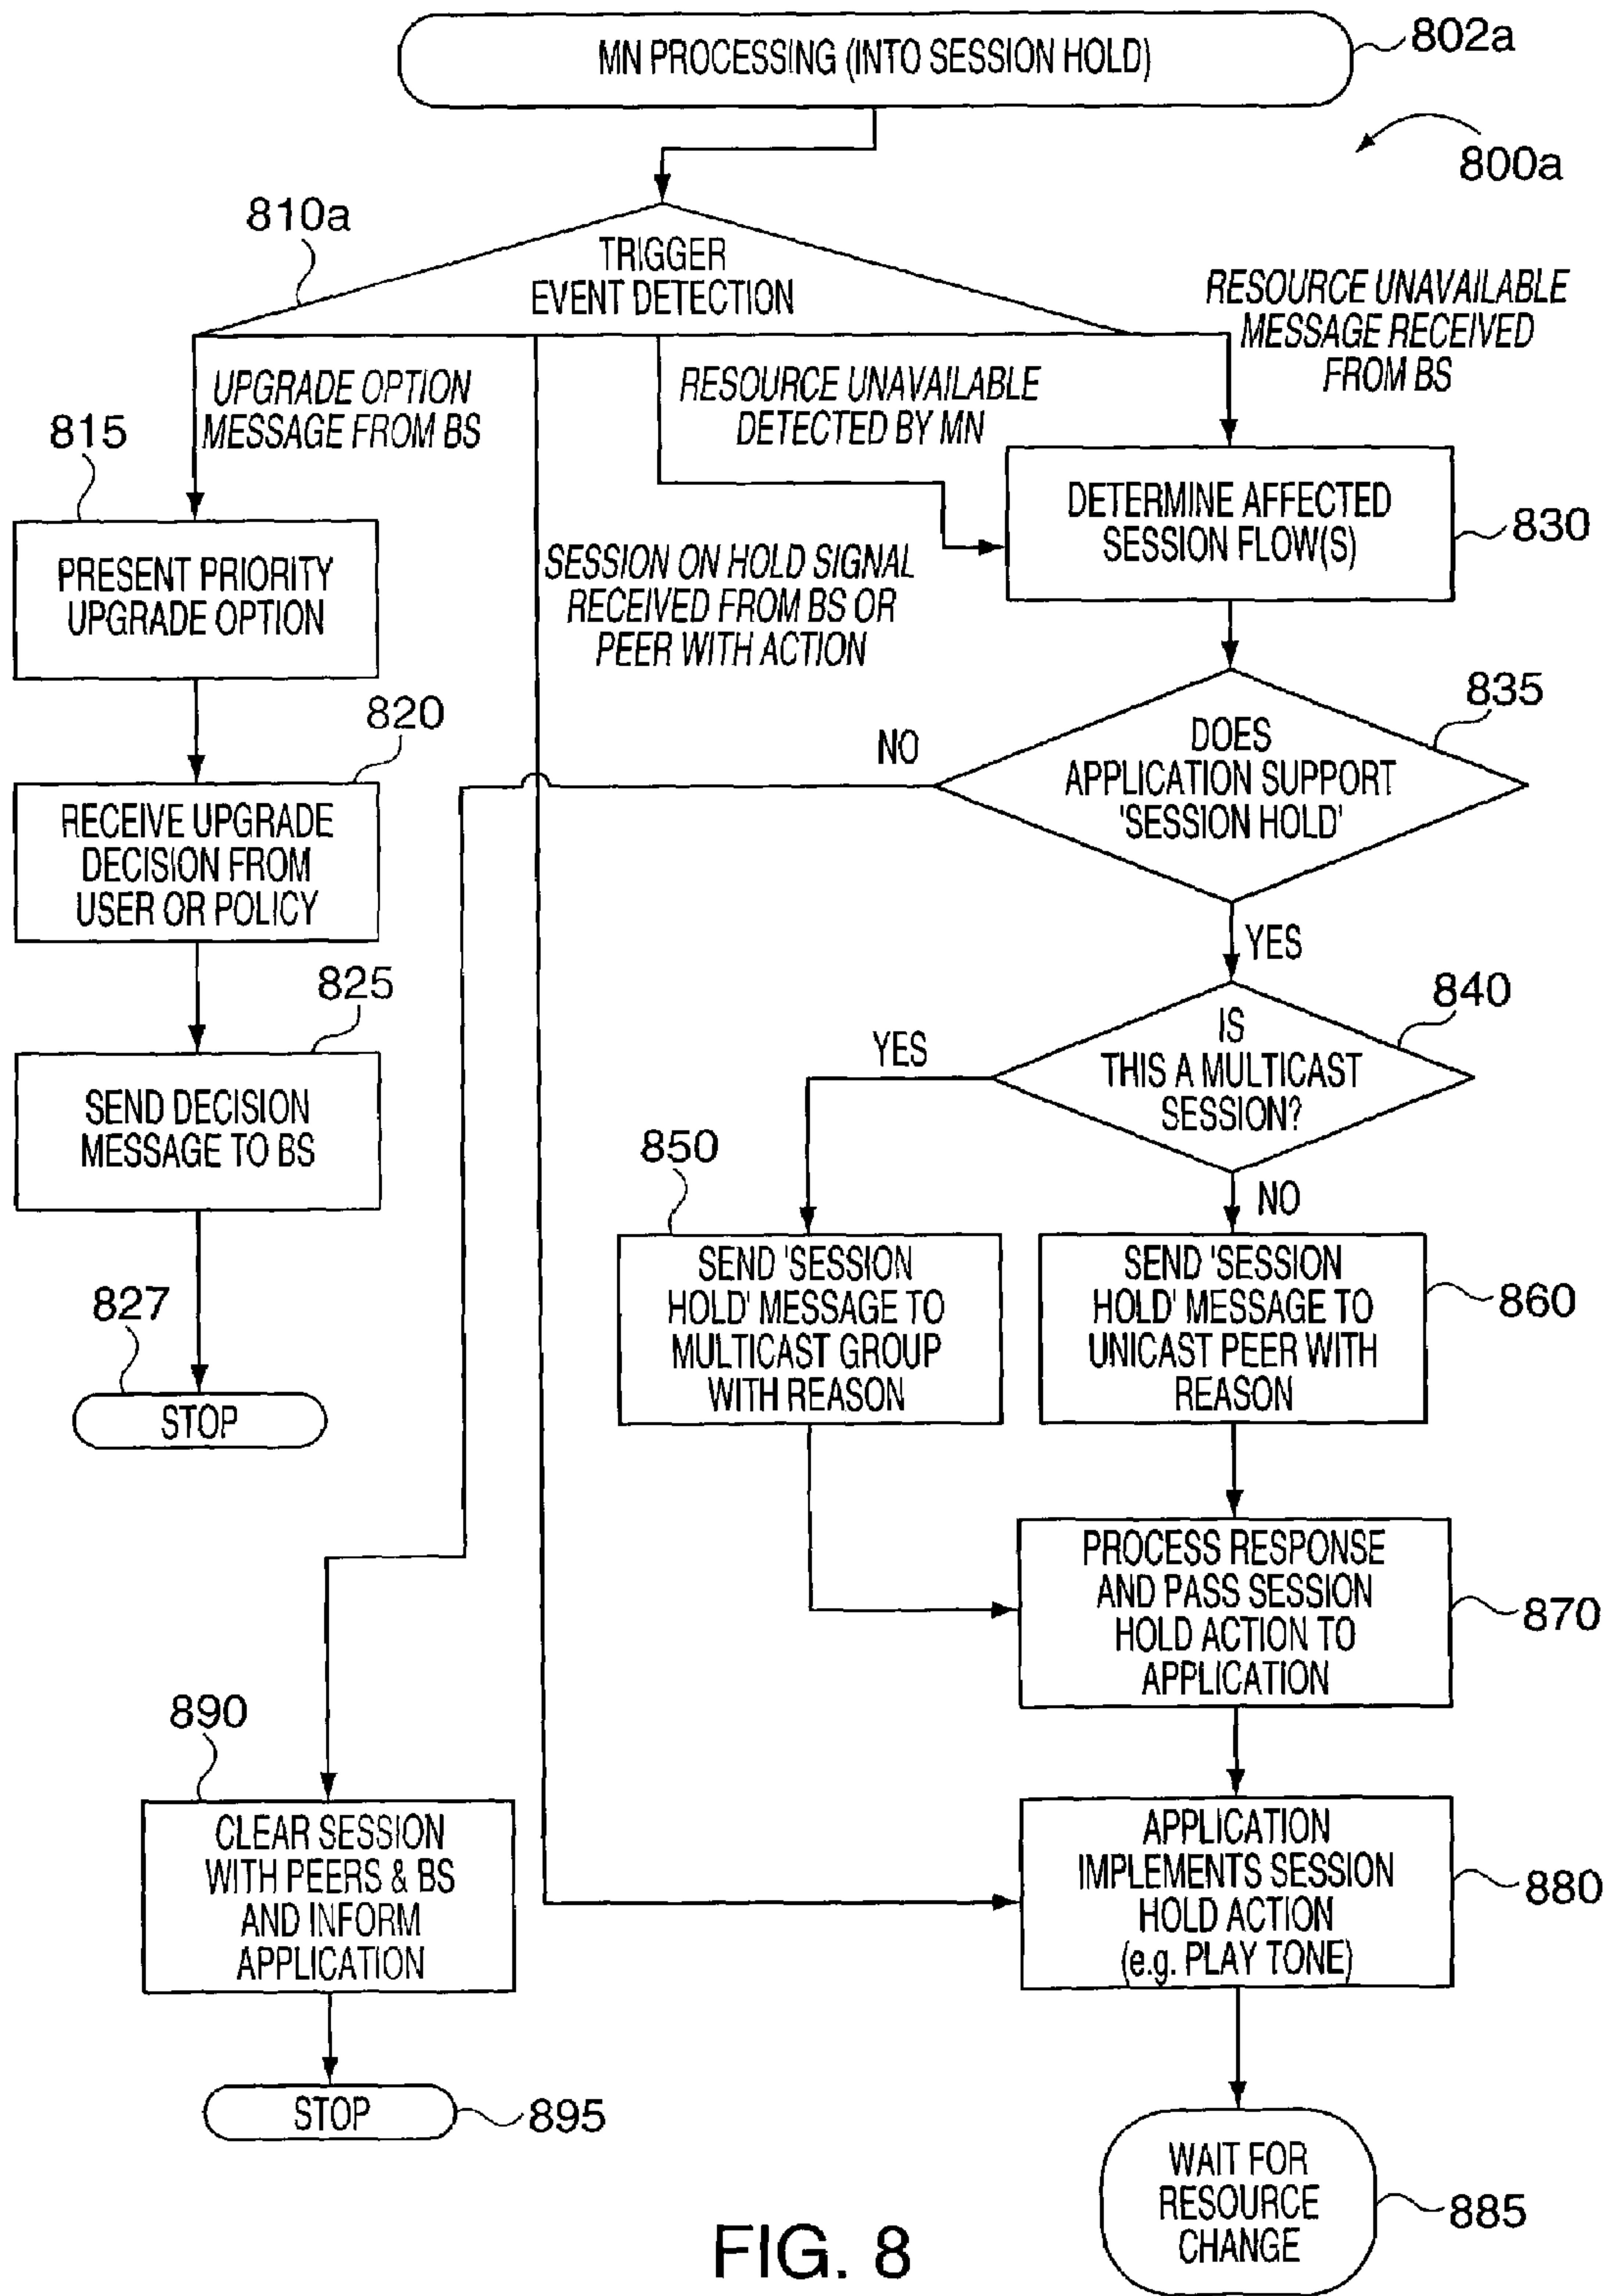 MN PROCESSING (INTO SESSION HOLD)
802a
800a
810a
TRIGGER
EVENT DETECTION
RESOURCE UNAVAILABLE
MESSAGE RECEIVED
FROM BS
UPGRADE OPTION
MESSAGE FROM BS
RESOURCE UNAVAILABLE
DETECTED BY MN
815
PRESENT PRIORITY
UPGRADE OPTION
SESSION ON HOLD SIGNAL
RECEIVED FROM BS OR
PEER WITH ACTION
DETERMINE AFFECTED
SESSION FLOW(S)
830
820
RECEIVE UPGRADE
DECISION FROM
USER OR POLICY
NO
DOES
APPLICATION SUPPORT
'SESSION HOLD'
835
YES
825
SEND DECISION
MESSAGE TO BS
YES
IS
THIS A MULTICAST
SESSION?
840
NO
827
STOP
850
SEND 'SESSION
HOLD' MESSAGE TO
MULTICAST GROUP
WITH REASON
SEND 'SESSION
HOLD' MESSAGE TO
UNICAST PEER WITH
REASON
860
PROCESS RESPONSE
AND PASS SESSION
HOLD ACTION TO
APPLICATION
870
890
CLEAR SESSION
WITH PEERS & BS
AND INFORM
APPLICATION
APPLICATION
IMPLEMENTS SESSION
HOLD ACTION
(e.g. PLAY TONE)
880
STOP
895
WAIT FOR
RESOURCE
CHANGE
885
FIG. 8